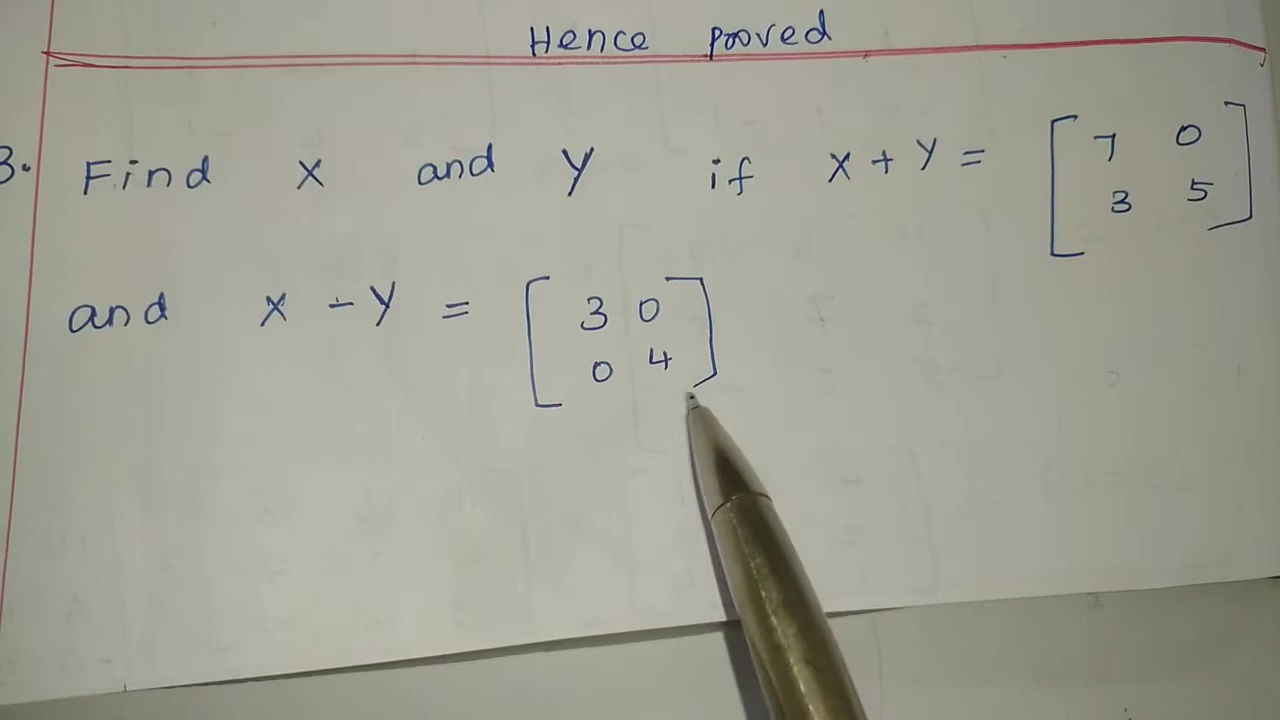 Hence proved
3. Find X and Y if X + Y = [ 7 0
3 5 ]
and X - Y = [ 3 0
0 4 ]